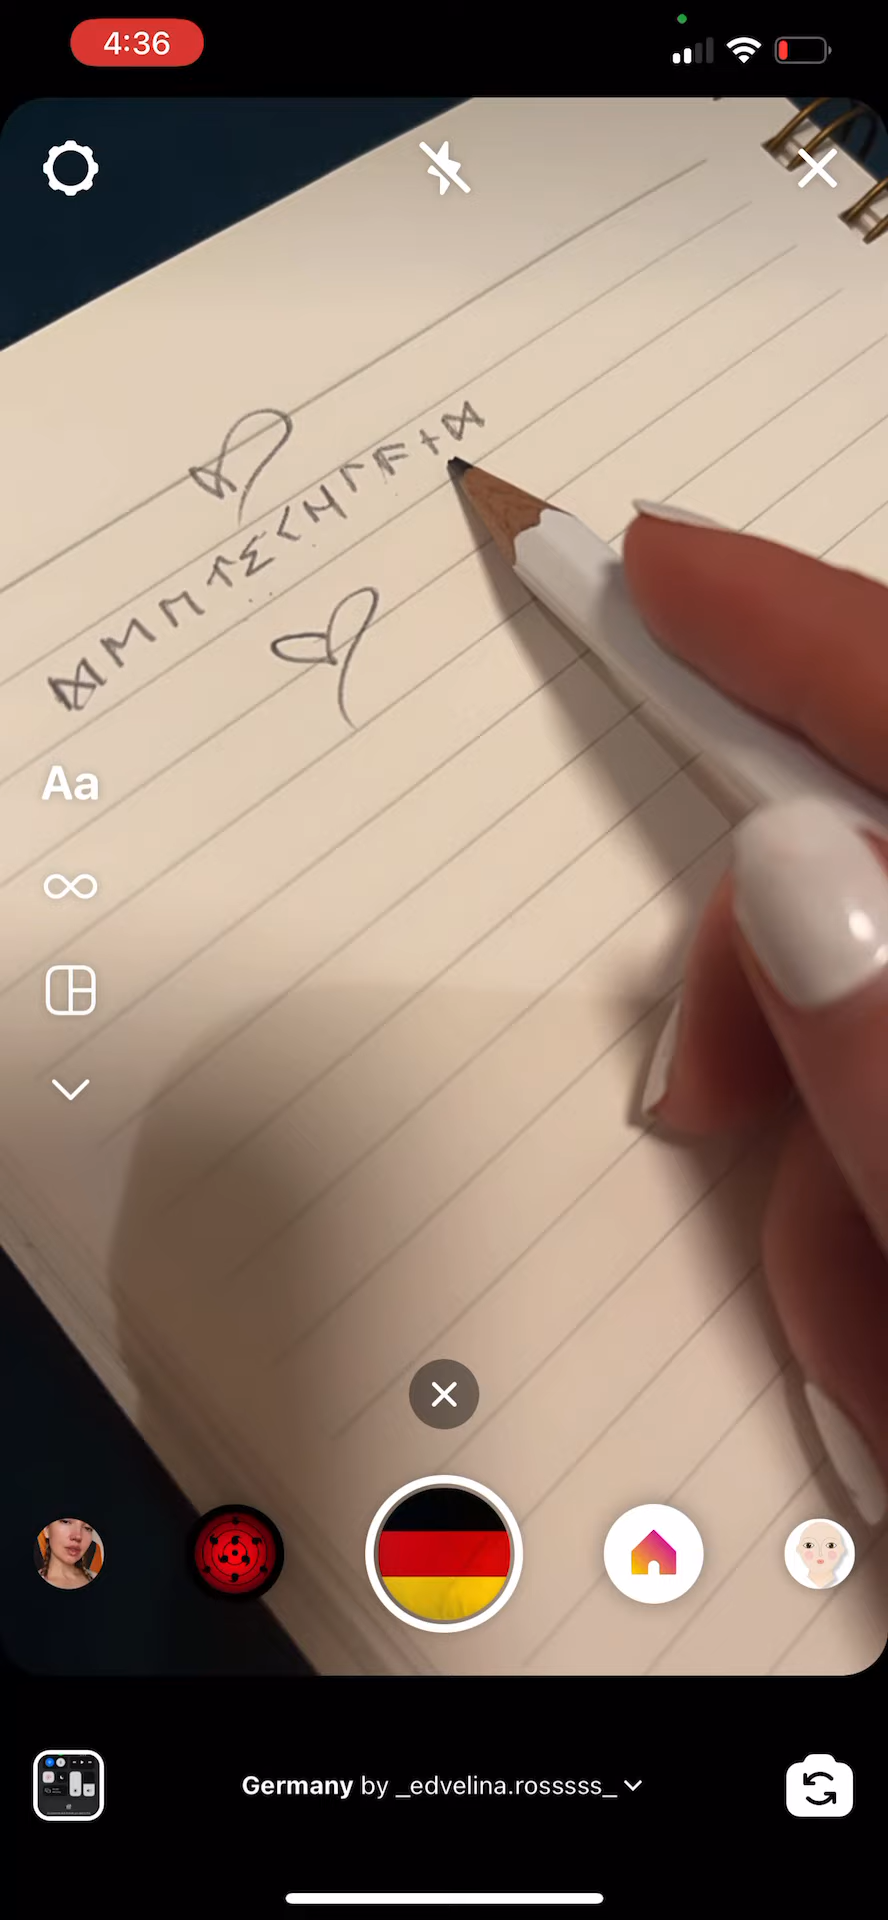 4:36
ᛞᛖᚢᛏᛊᚲᚺᛚᚨᚾᛞ
Aa
Germany by _edvelina.rosssss_